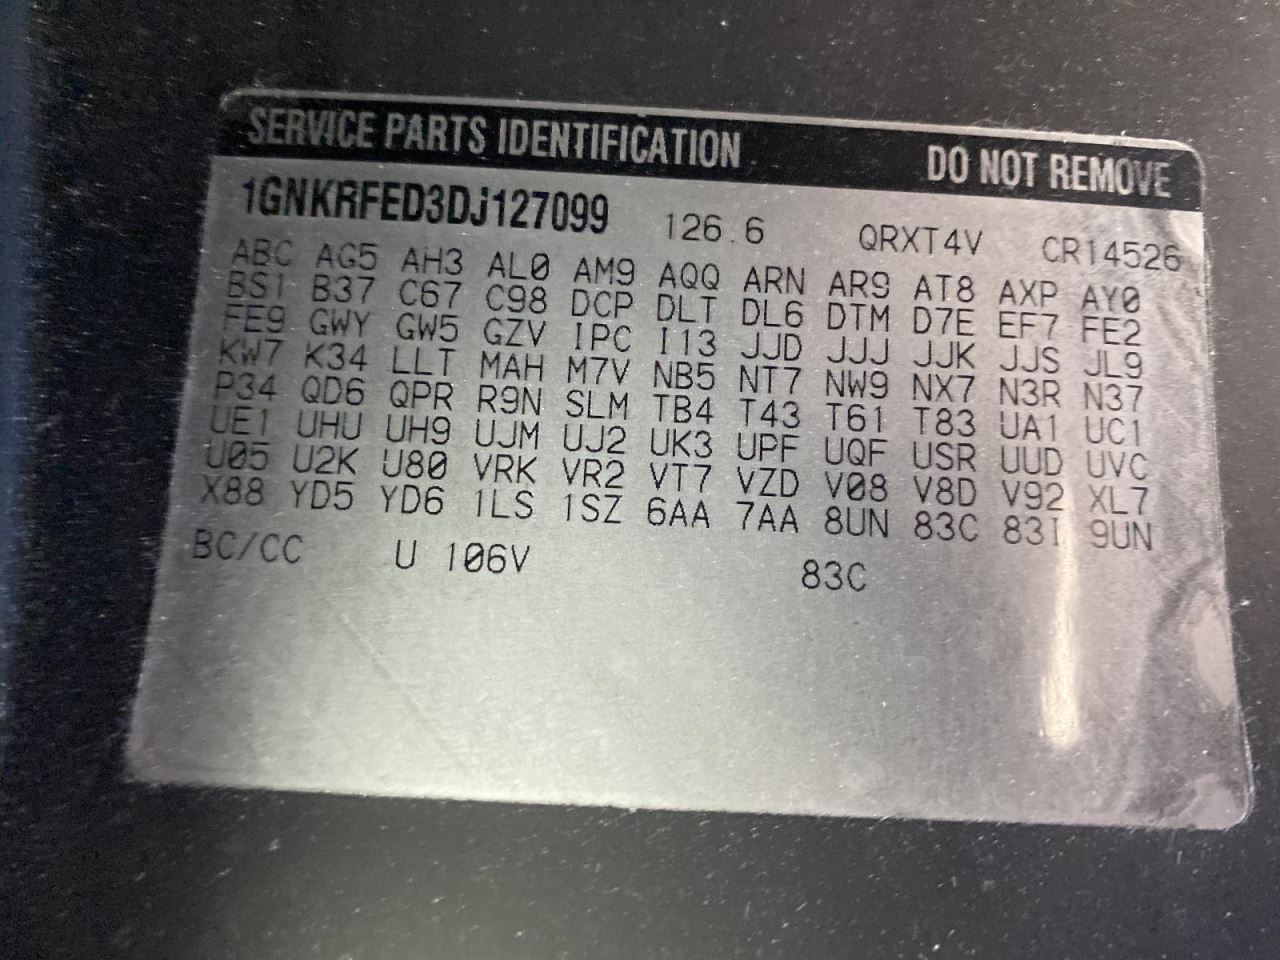 SERVICE PARTS IDENTIFICATION DO NOT REMOVE
1GNKRFED3DJ127099 126.6 QRXT4V CR14526
ABC AG5 AH3 AL0 AM9 AQQ ARN AR9 AT8 AXP AY0
BS1 B37 C67 C98 DCP DLT DL6 DTM D7E EF7 FE2
FE9 GWY GW5 GZV IPC I13 JJD JJJ JJK JJS JL9
KW7 K34 LLT MAH M7V NB5 NT7 NW9 NX7 N3R N37
P34 QD6 QPR R9N SLM TB4 T43 T61 T83 UA1 UC1
UE1 UHU UH9 UJM UJ2 UK3 UPF UQF USR UUD UVC
U05 U2K U80 VRK VR2 VT7 VZD V08 V8D V92 XL7
X88 YD5 YD6 1LS 1SZ 6AA 7AA 8UN 83C 83I 9UN
BC/CC U 106V 83C